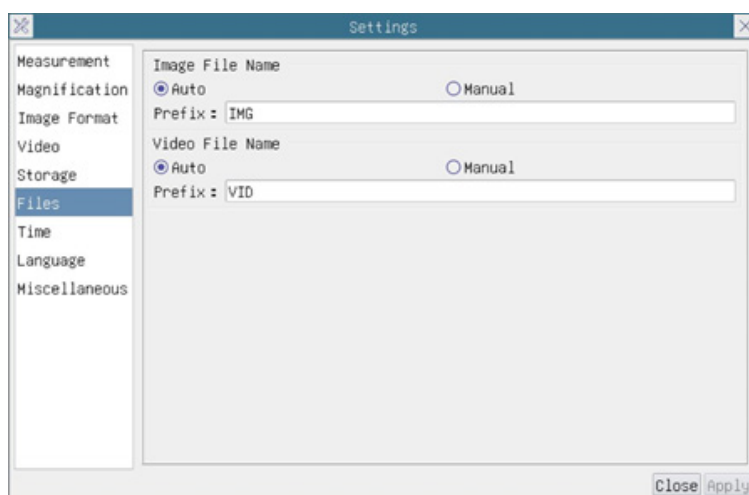 Settings
Measurement
Magnification
Image Format
Video
Storage
Files
Time
Language
Miscellaneous
Image File Name
Auto Manual
Prefix: IMG
Video File Name
Auto Manual
Prefix: VID
Close Apply